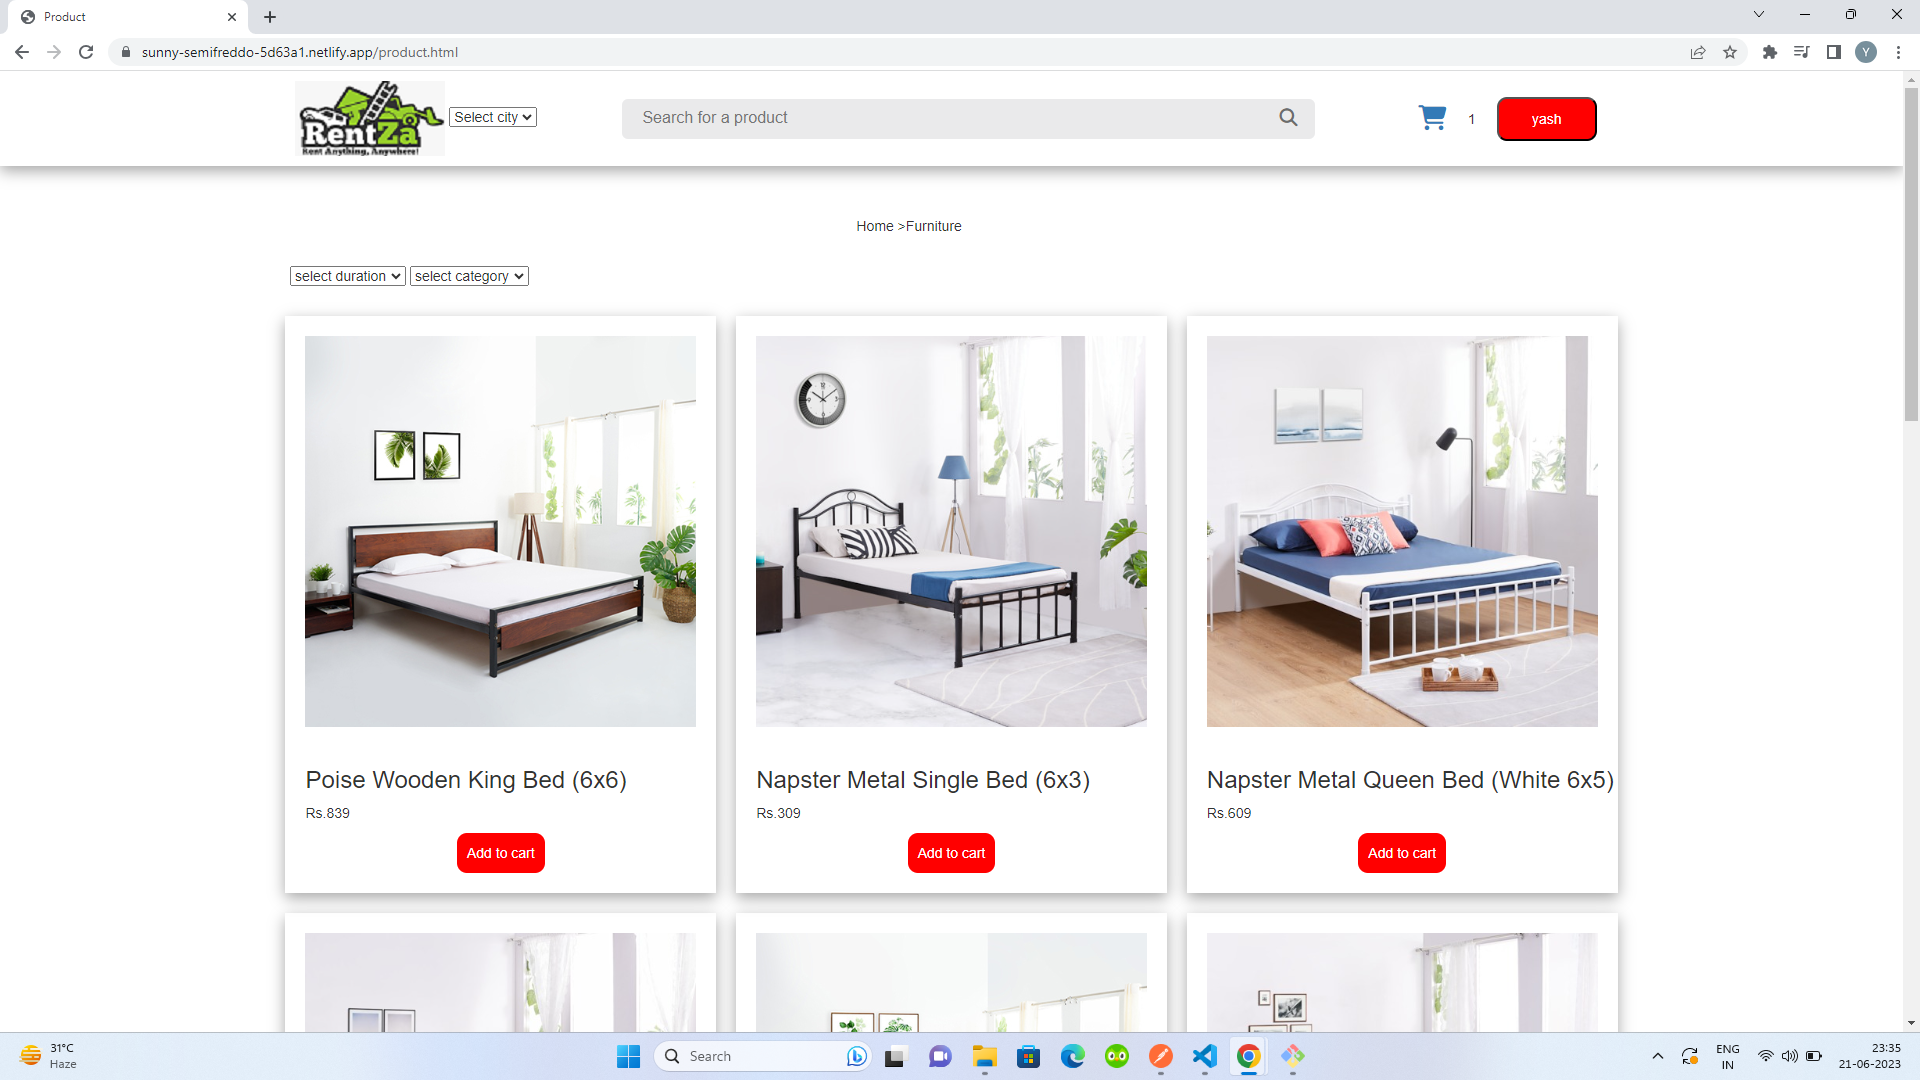 Product
sunny-semifreddo-5d63a1.netlify.app/product.html
Y
RentZa
Rent Anything, Anywhere!
Select city
Search for a product
1
yash
Home >Furniture
select duration select category
Poise Wooden King Bed (6x6)
Rs.839
Add to cart
Napster Metal Single Bed (6x3)
Rs.309
Add to cart
Napster Metal Queen Bed (White 6x5)
Rs.609
Add to cart
31°C
Haze
Search
ENG
IN
23:35
21-06-2023